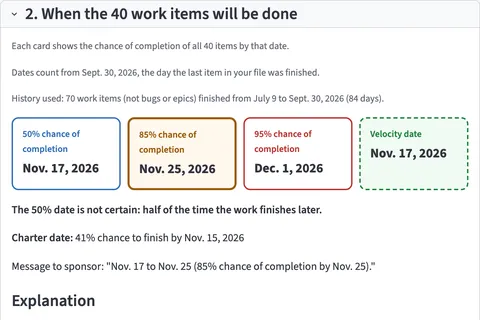 2. When the 40 work items will be done
Each card shows the chance of completion of all 40 items by that date.
Dates count from Sept. 30, 2026, the day the last item in your file was finished.
History used: 70 work items (not bugs or epics) finished from July 9 to Sept. 30, 2026 (84 days).
50% chance of
completion
Nov. 17, 2026
85% chance of
completion
Nov. 25, 2026
95% chance of
completion
Dec. 1, 2026
Velocity date
Nov. 17, 2026
The 50% date is not certain: half of the time the work finishes later.
Charter date: 41% chance to finish by Nov. 15, 2026
Message to sponsor: "Nov. 17 to Nov. 25 (85% chance of completion by Nov. 25)."
Explanation